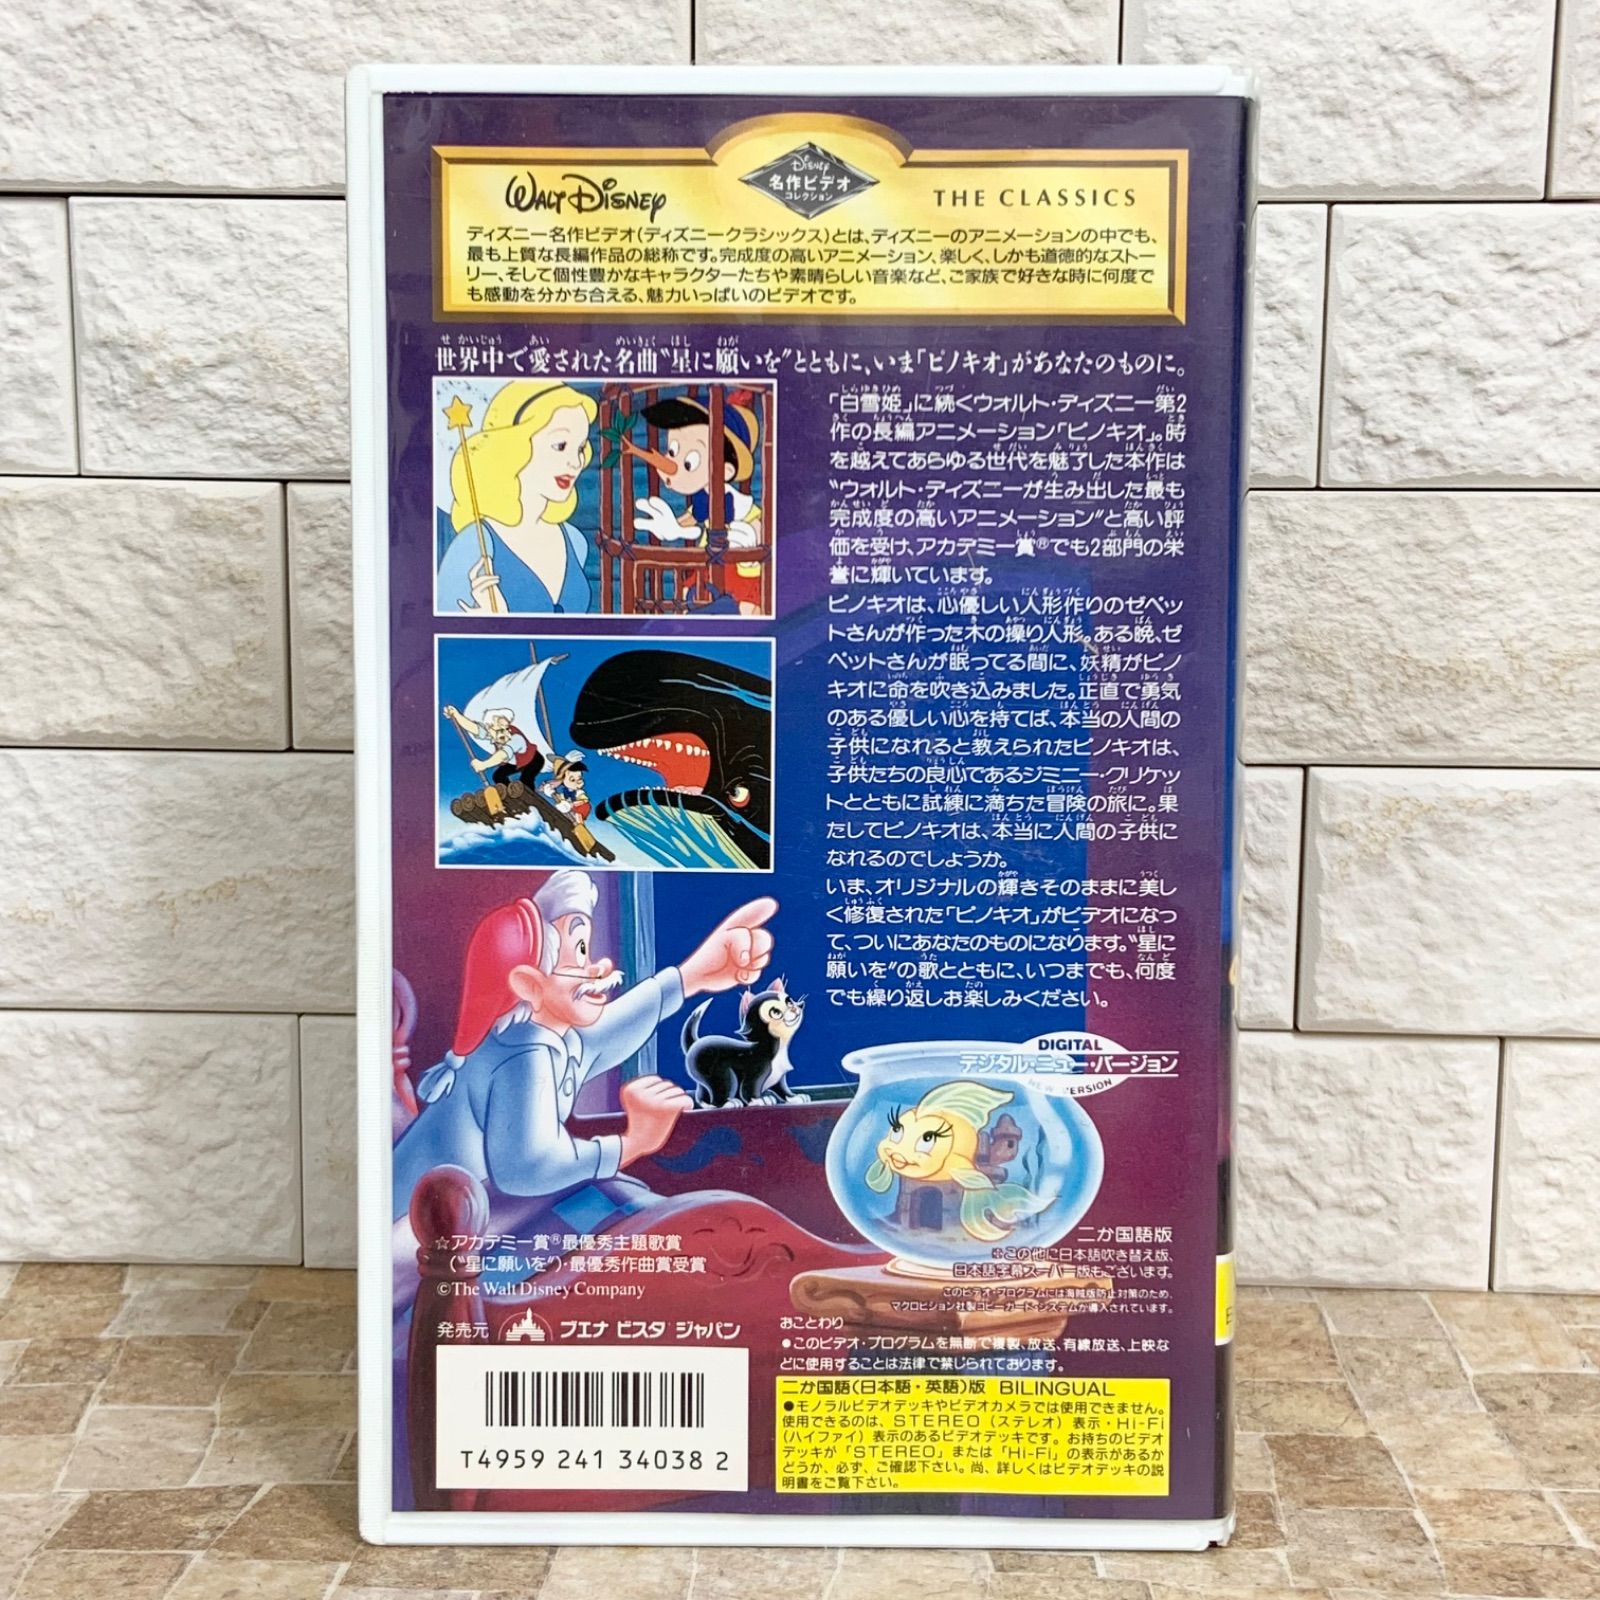 WALT DISNEY
DISNEY
名作ビデオ
コレクション
THE CLASSICS
ディズニー名作ビデオ(ディズニークラシックス)とは、ディズニーのアニメーションの中でも、
最も上質な長編作品の総称です。完成度の高いアニメーション、楽しく、しかも道徳的なストー
リー、そして個性豊かなキャラクターたちや素晴らしい音楽など、ご家族で好きな時に何度で
も感動を分かち合える、魅力いっぱいのビデオです。
世界中で愛された名曲“星に願いを”とともに、いま「ピノキオ」があなたのものに。
「白雪姫」に続くウォルト・ディズニー第2
作の長編アニメーション「ピノキオ」。時
を越えてあらゆる世代を魅了した本作は
“ウォルト・ディズニーが生み出した最も
完成度の高いアニメーション”と高い評
価を受け、アカデミー賞®でも2部門の栄
誉に輝いています。
ピノキオは、心優しい人形作りのゼペッ
トさんが作った木の操り人形。ある晩、ゼ
ペットさんが眠ってる間に、妖精がピノ
キオに命を吹き込みました。正直で勇気
のある優しい心を持てば、本当の人間の
子供になれると教えられたピノキオは、
子供たちの良心であるジミニー・クリケッ
トとともに試練に満ちた冒険の旅に。果
たしてピノキオは、本当に人間の子供に
なれるのでしょうか。
いま、オリジナルの輝きそのままに美し
く修復された「ピノキオ」がビデオになっ
て、ついにあなたのものになります。“星に
願いを”の歌とともに、いつまでも、何度
でも繰り返しお楽しみください。
DIGITAL
デジタル・ニュー・バージョン
NEW VERSION
☆アカデミー賞®最優秀主題歌賞
(“星に願いを”)・最優秀作曲賞受賞
©The Walt Disney Company
発売元 ブエナ ビスタ ジャパン
T4959 241 34038 2
二か国語版
※この他に日本語吹き替え版、
日本語字幕スーパー版もございます。
このビデオ・プログラムには海賊版防止対策のため、
マクロビジョン社製コピーガード・システムが導入されています。
おことわり
●このビデオ・プログラムを無断で複製、放送、有線放送、上映な
どに使用することは法律で禁じられております。
二か国語(日本語・英語)版 BILINGUAL
●モノラルビデオデッキやビデオカメラでは使用できません。
使用できるのは、STEREO(ステレオ)表示・Hi-Fi
(ハイファイ)表示のあるビデオデッキです。お持ちのビデオ
デッキが「STEREO」または「Hi-Fi」の表示があるか
どうか、必ず、ご確認下さい。尚、詳しくはビデオデッキの説
明書をご覧下さい。